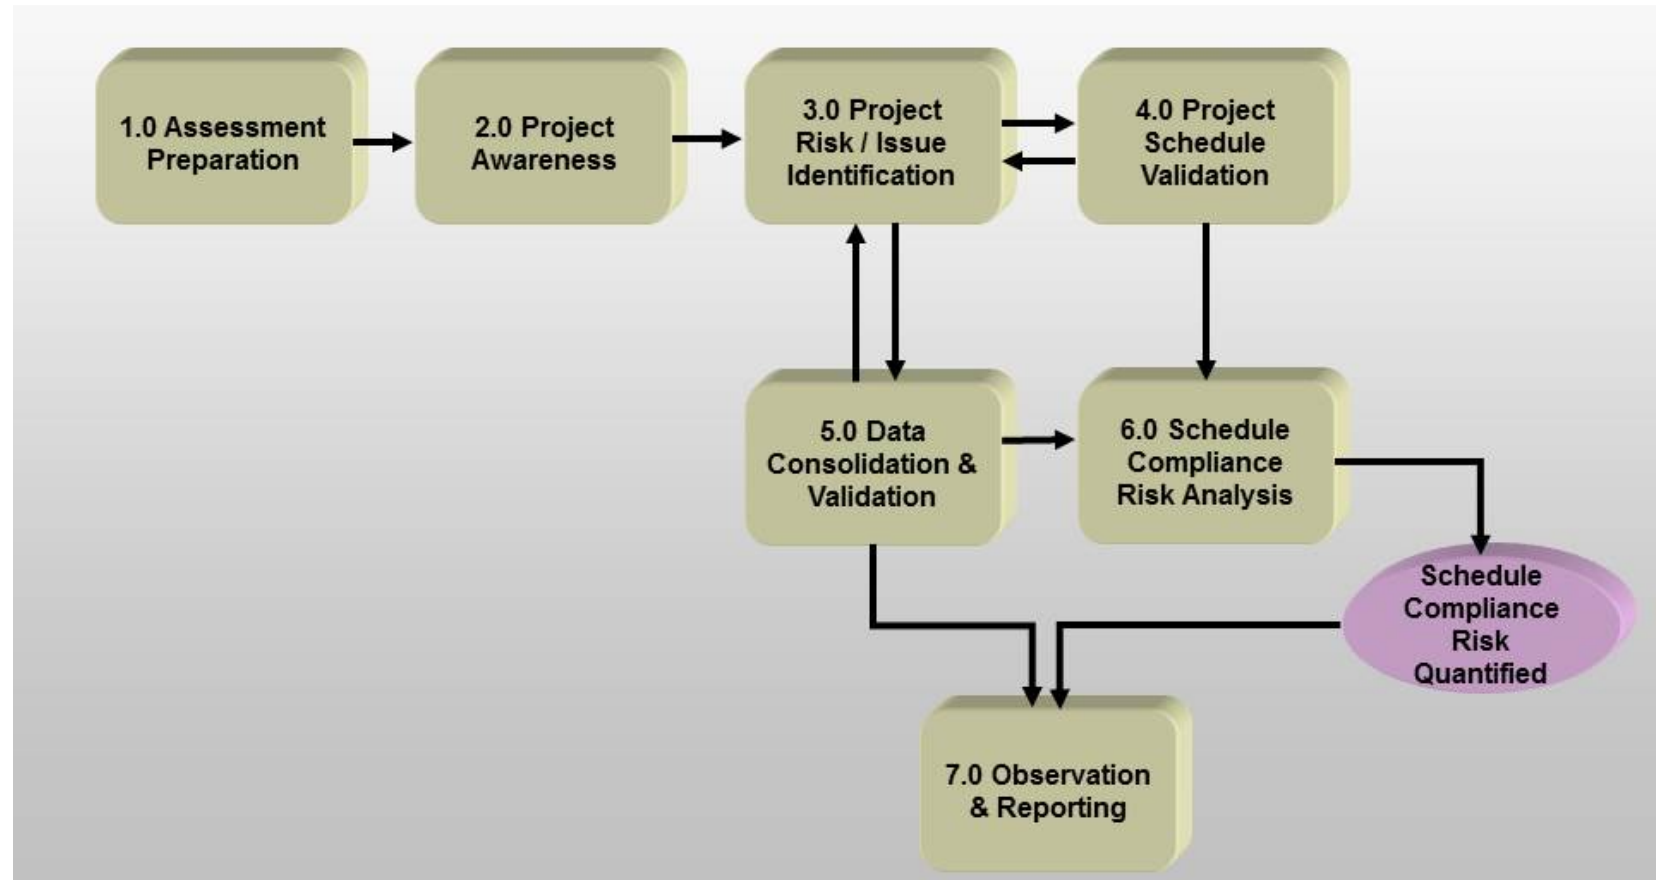 1.0 Assessment
Preparation
2.0 Project
Awareness
3.0 Project
Risk / Issue
Identification
4.0 Project
Schedule
Validation
5.0 Data
Consolidation &
Validation
6.0 Schedule
Compliance
Risk Analysis
Schedule
Compliance
Risk
Quantified
7.0 Observation
& Reporting